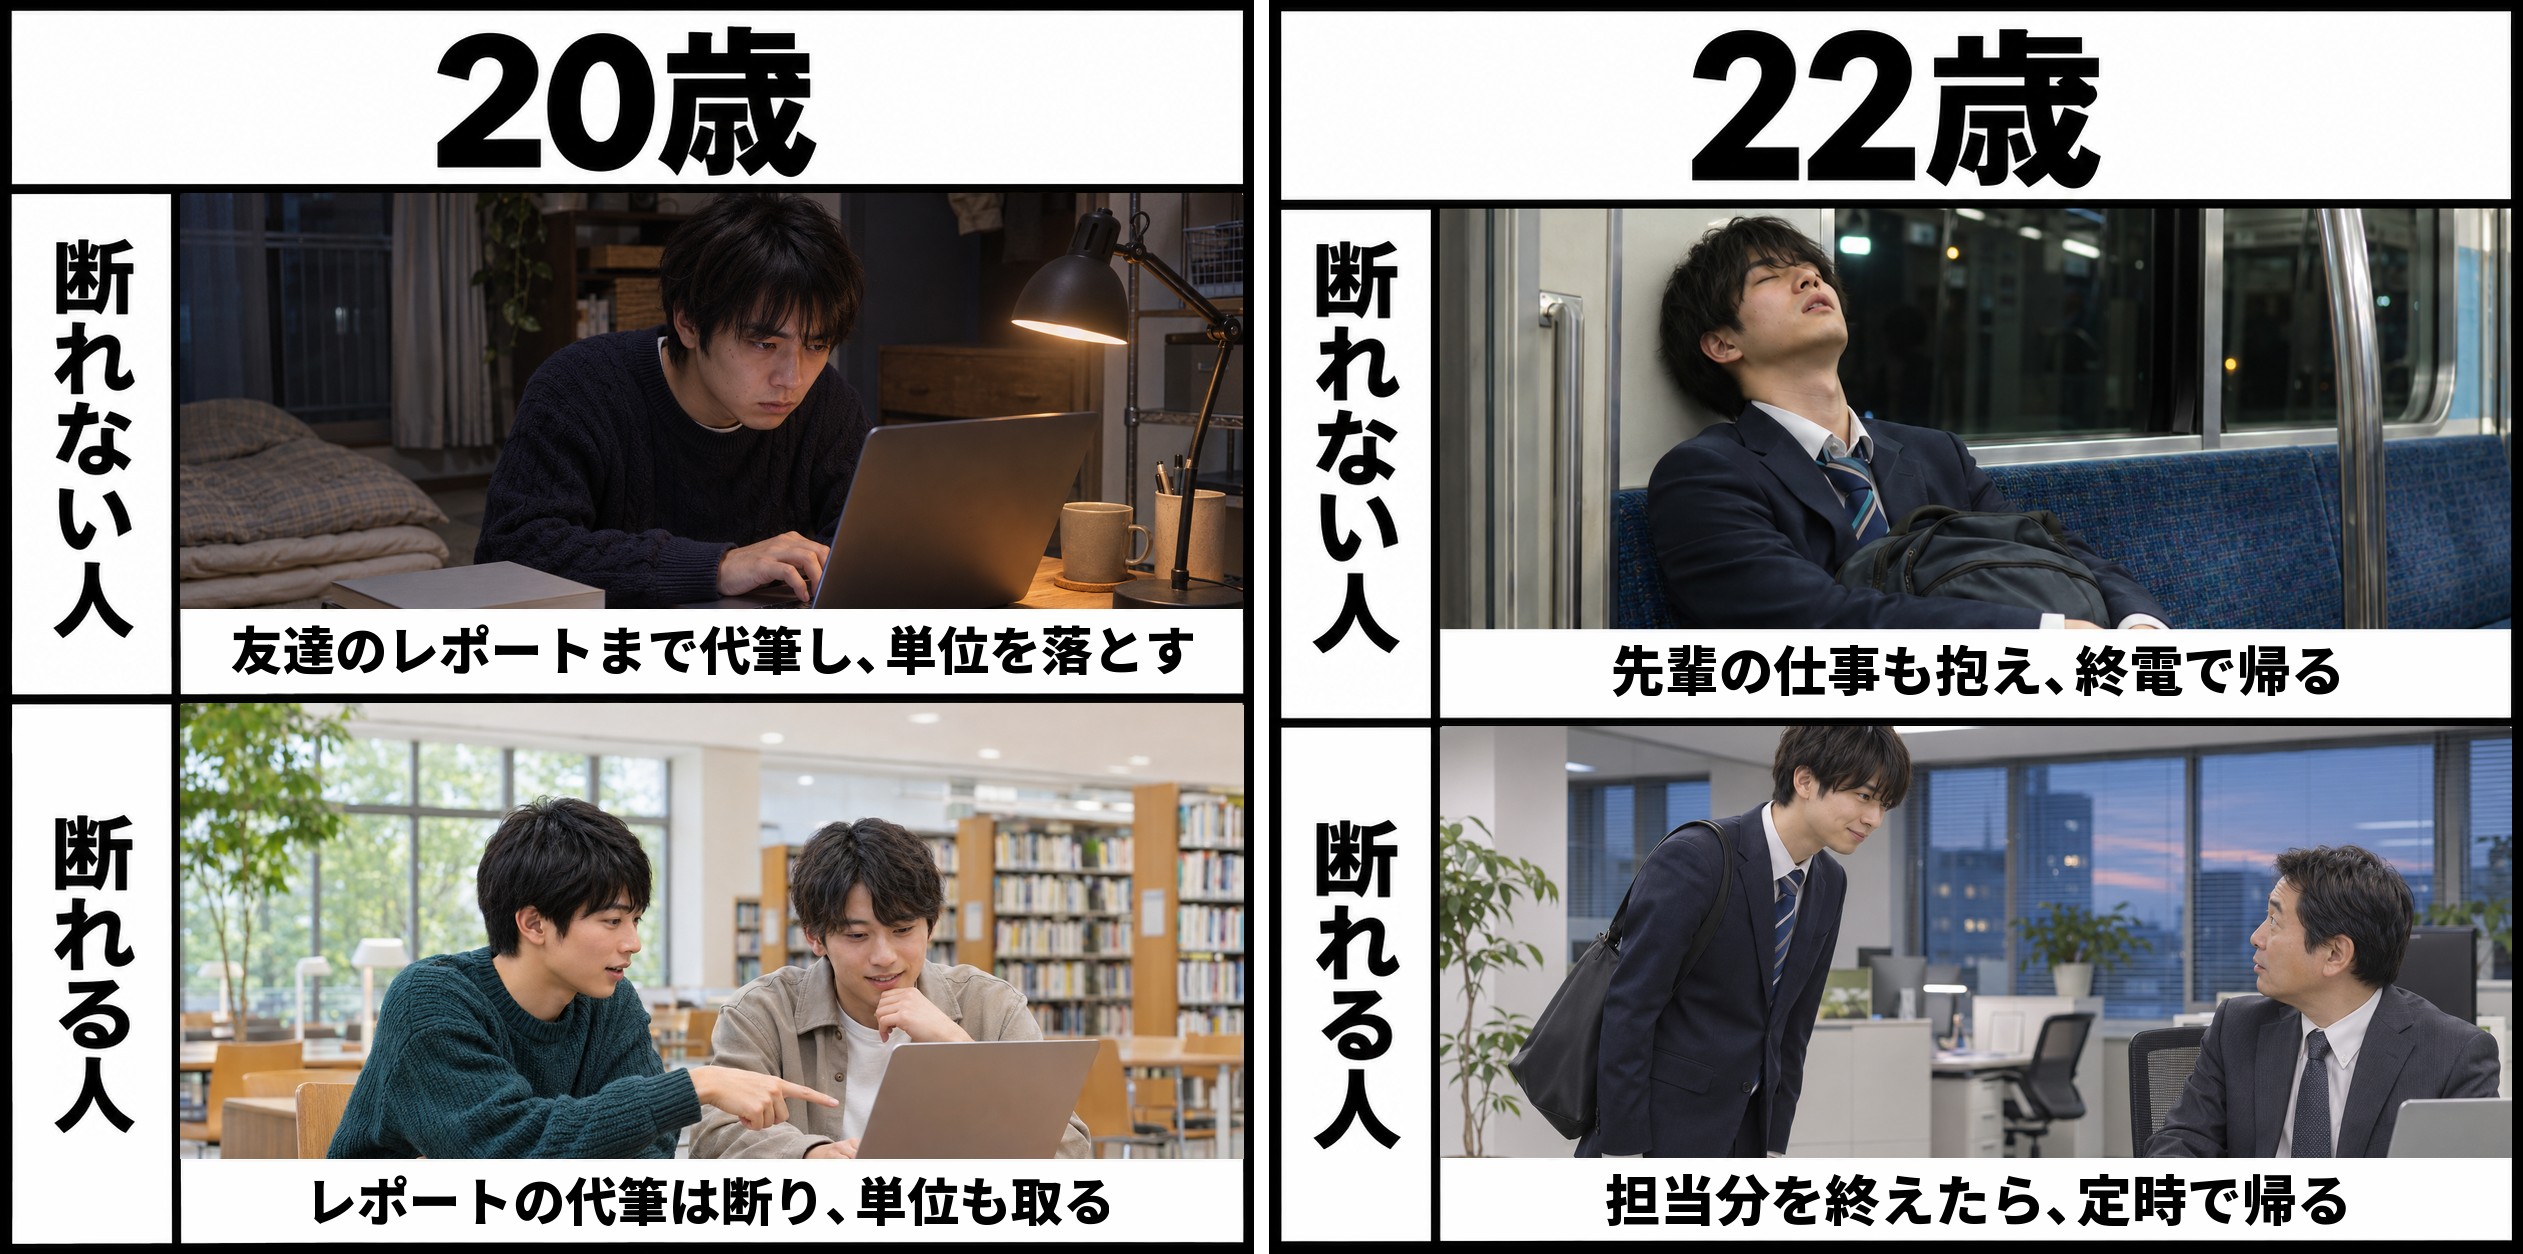 20歳
断れない人
友達のレポートまで代筆し、単位を落とす
断れる人
レポートの代筆は断り、単位も取る
22歳
断れない人
先輩の仕事も抱え、終電で帰る
断れる人
担当分を終えたら、定時で帰る